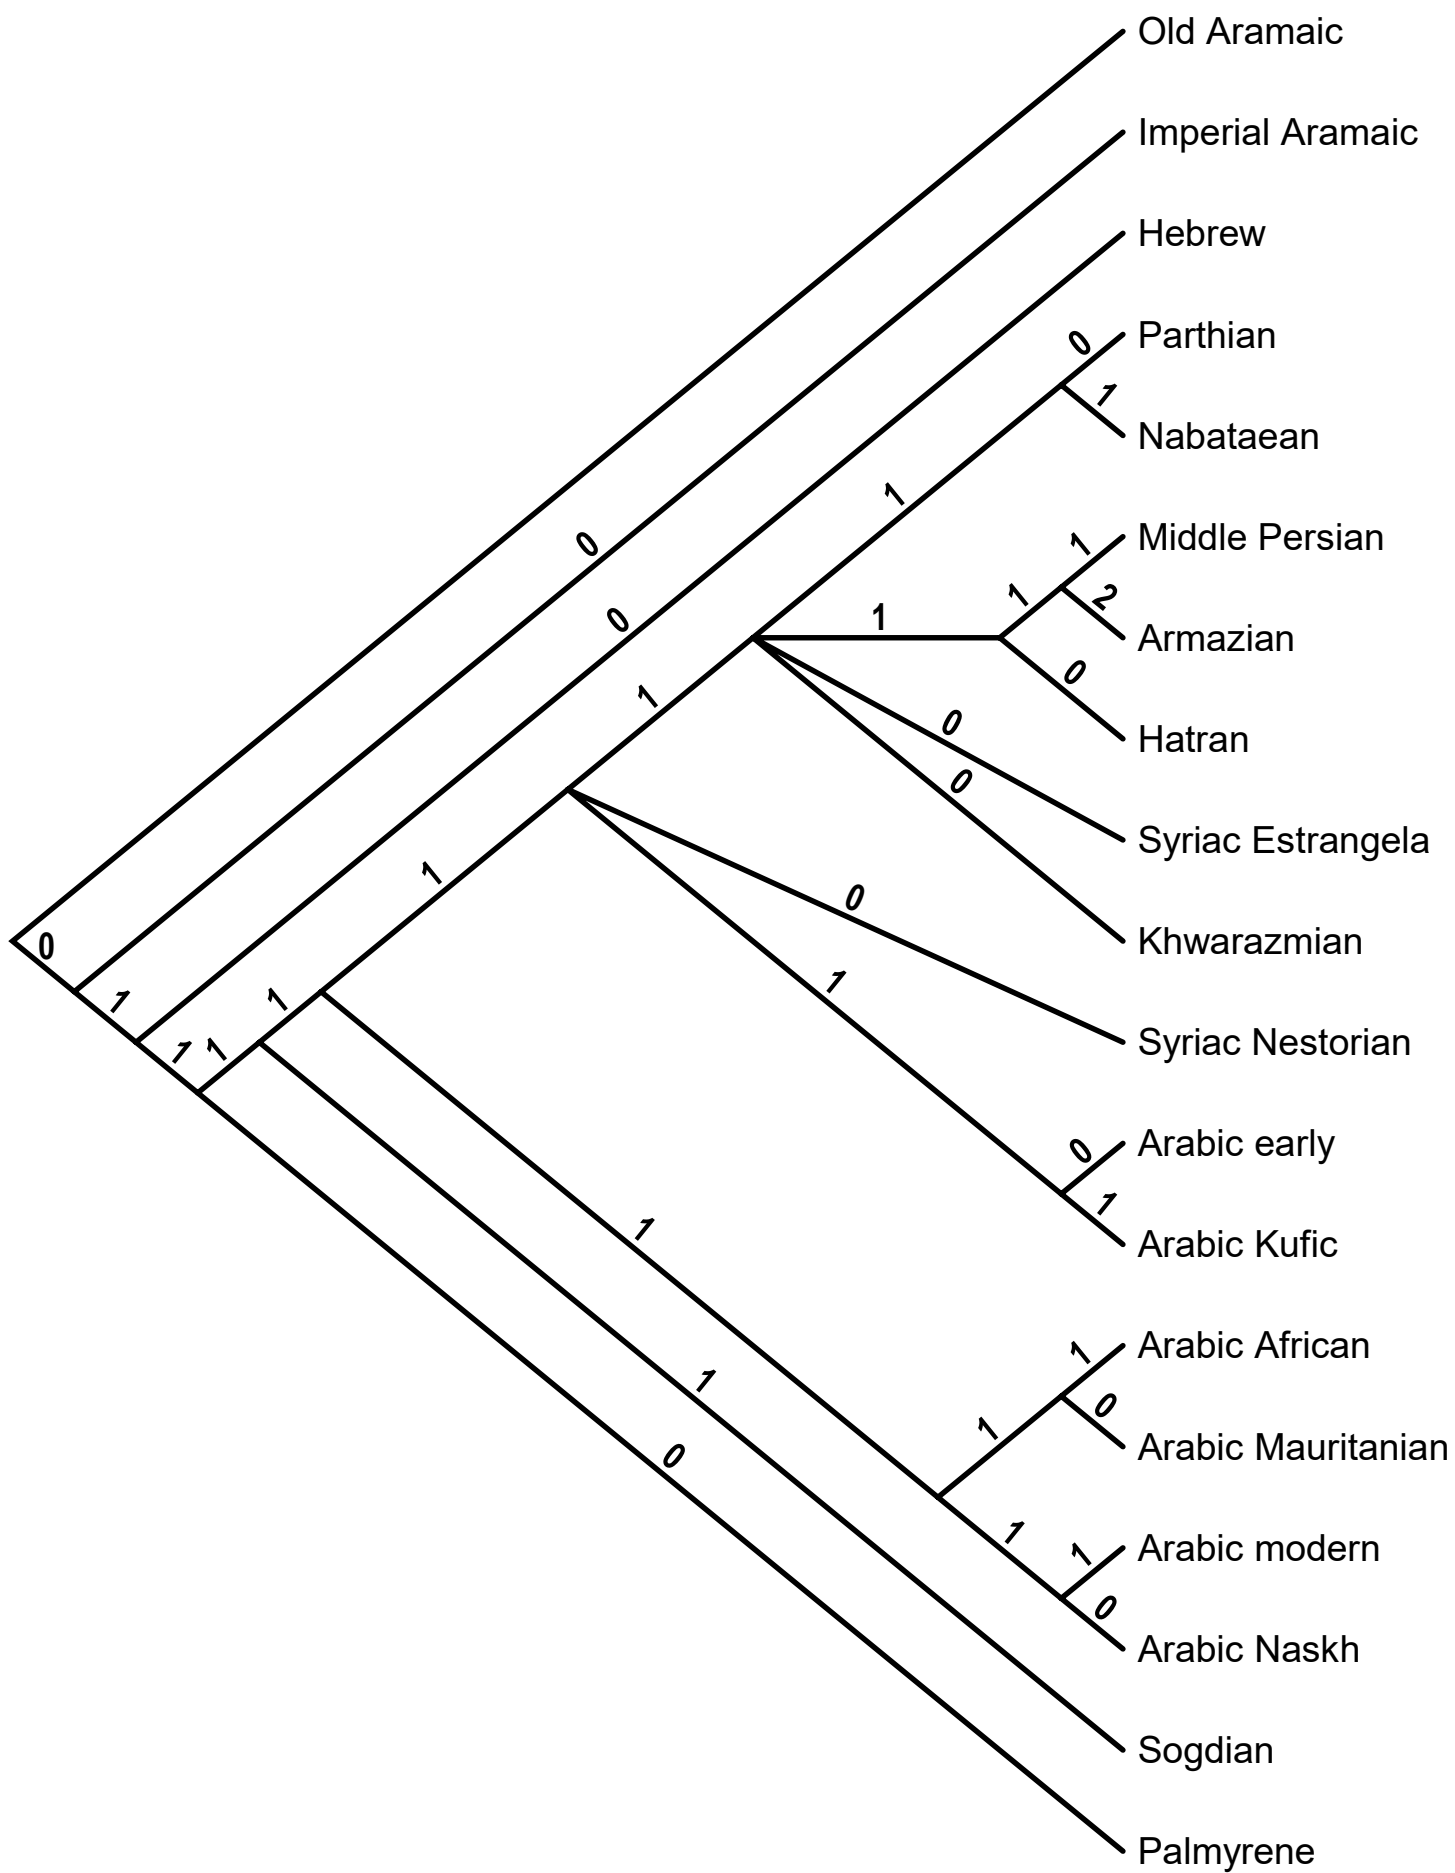 Old Aramaic
Imperial Aramaic
Hebrew
0
Parthian
1
Nabataean
1
1
Middle Persian
0
1
2
1
Armazian
0
0
1
0
Hatran
0
Syriac Estrangela
1
0
Khwarazmian
0
0
1
1
1
Syriac Nestorian
1
1
0
Arabic early
1
Arabic Kufic
1
1
Arabic African
1
0
1
Arabic Mauritanian
0
1
1
Arabic modern
0
Arabic Naskh
Sogdian
Palmyrene